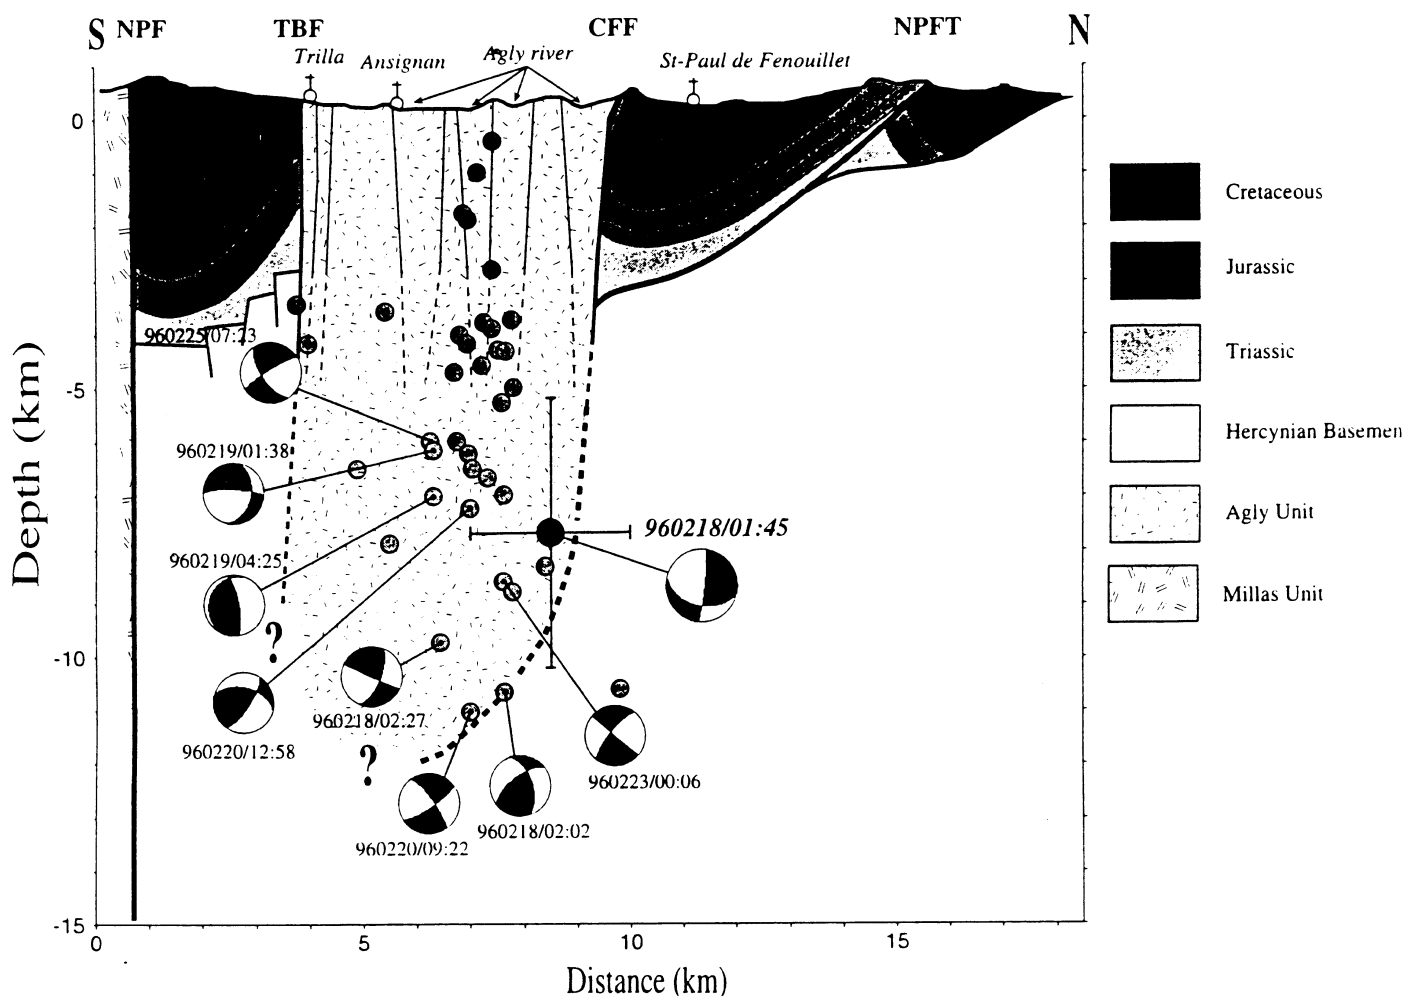 S NPF TBF CFF NPFT N
Trilla Ansignan Agly river St-Paul de Fenouillet
0
-5
-10
-15
Depth (km)
960225/07:23
960219/01:38
960219/04:25
960220/12:58
960218/02:27
960220/09:22
960218/02:02
960223/00:06
960218/01:45
?
?
0 5 10 15
Distance (km)
Cretaceous
Jurassic
Triassic
Hercynian Basemen
Agly Unit
Millas Unit